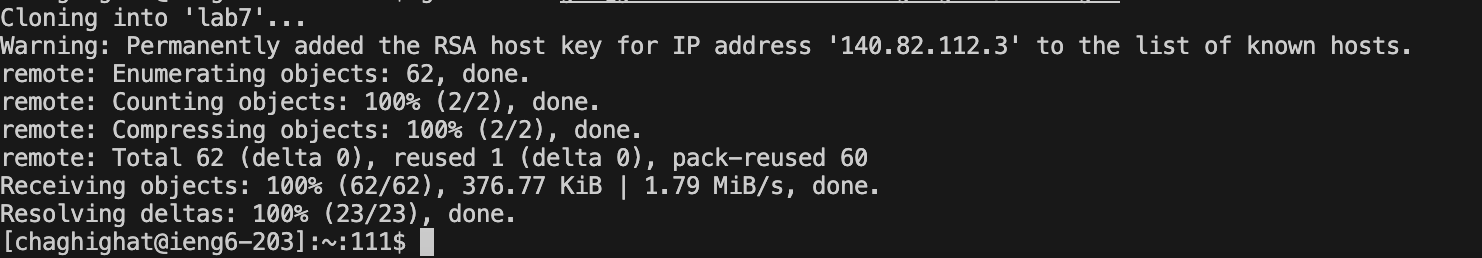 Cloning into 'lab7'...
Warning: Permanently added the RSA host key for IP address '140.82.112.3' to the list of known hosts.
remote: Enumerating objects: 62, done.
remote: Counting objects: 100% (2/2), done.
remote: Compressing objects: 100% (2/2), done.
remote: Total 62 (delta 0), reused 1 (delta 0), pack-reused 60
Receiving objects: 100% (62/62), 376.77 KiB | 1.79 MiB/s, done.
Resolving deltas: 100% (23/23), done.
[chaghighat@ieng6-203]:~:111$